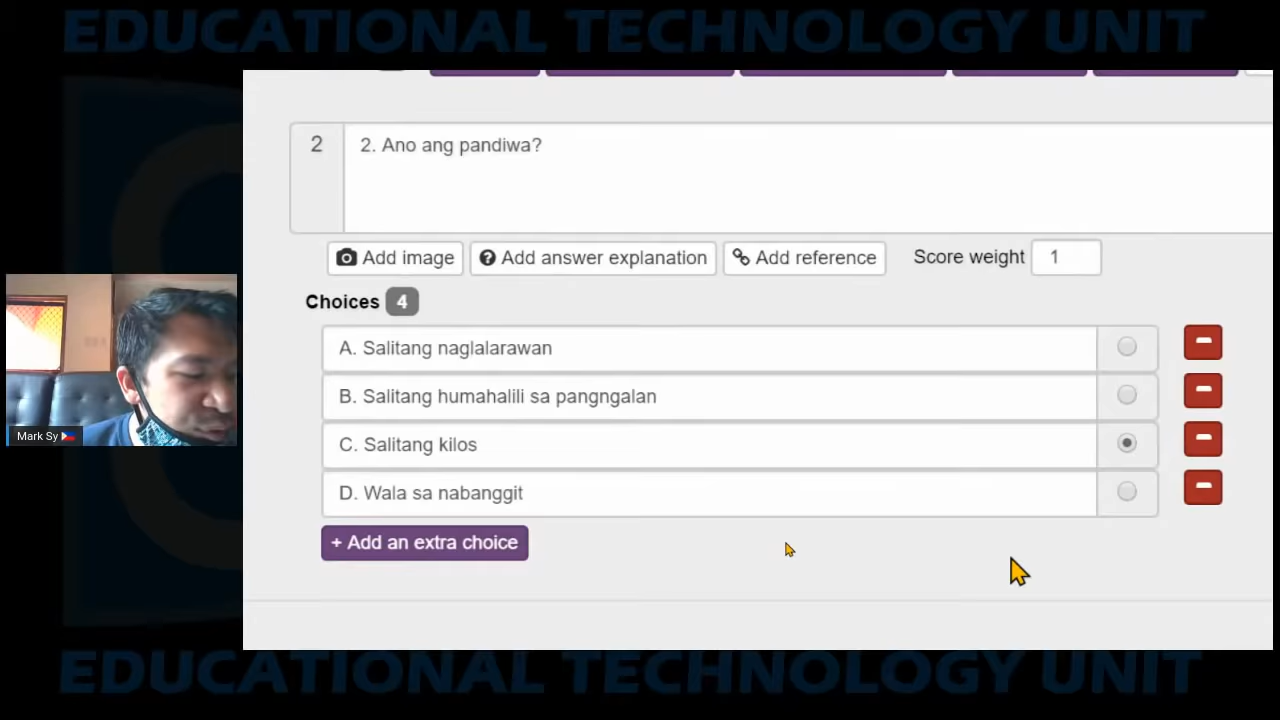 EDUCATIONAL TECHNOLOGY UNIT
2
2. Ano ang pandiwa?
Add image
Add answer explanation
Add reference
Score weight
1
Choices 4
A. Salitang naglalarawan
B. Salitang humahalili sa pangngalan
C. Salitang kilos
D. Wala sa nabanggit
+ Add an extra choice
Mark Sy
EDUCATIONAL TECHNOLOGY UNIT